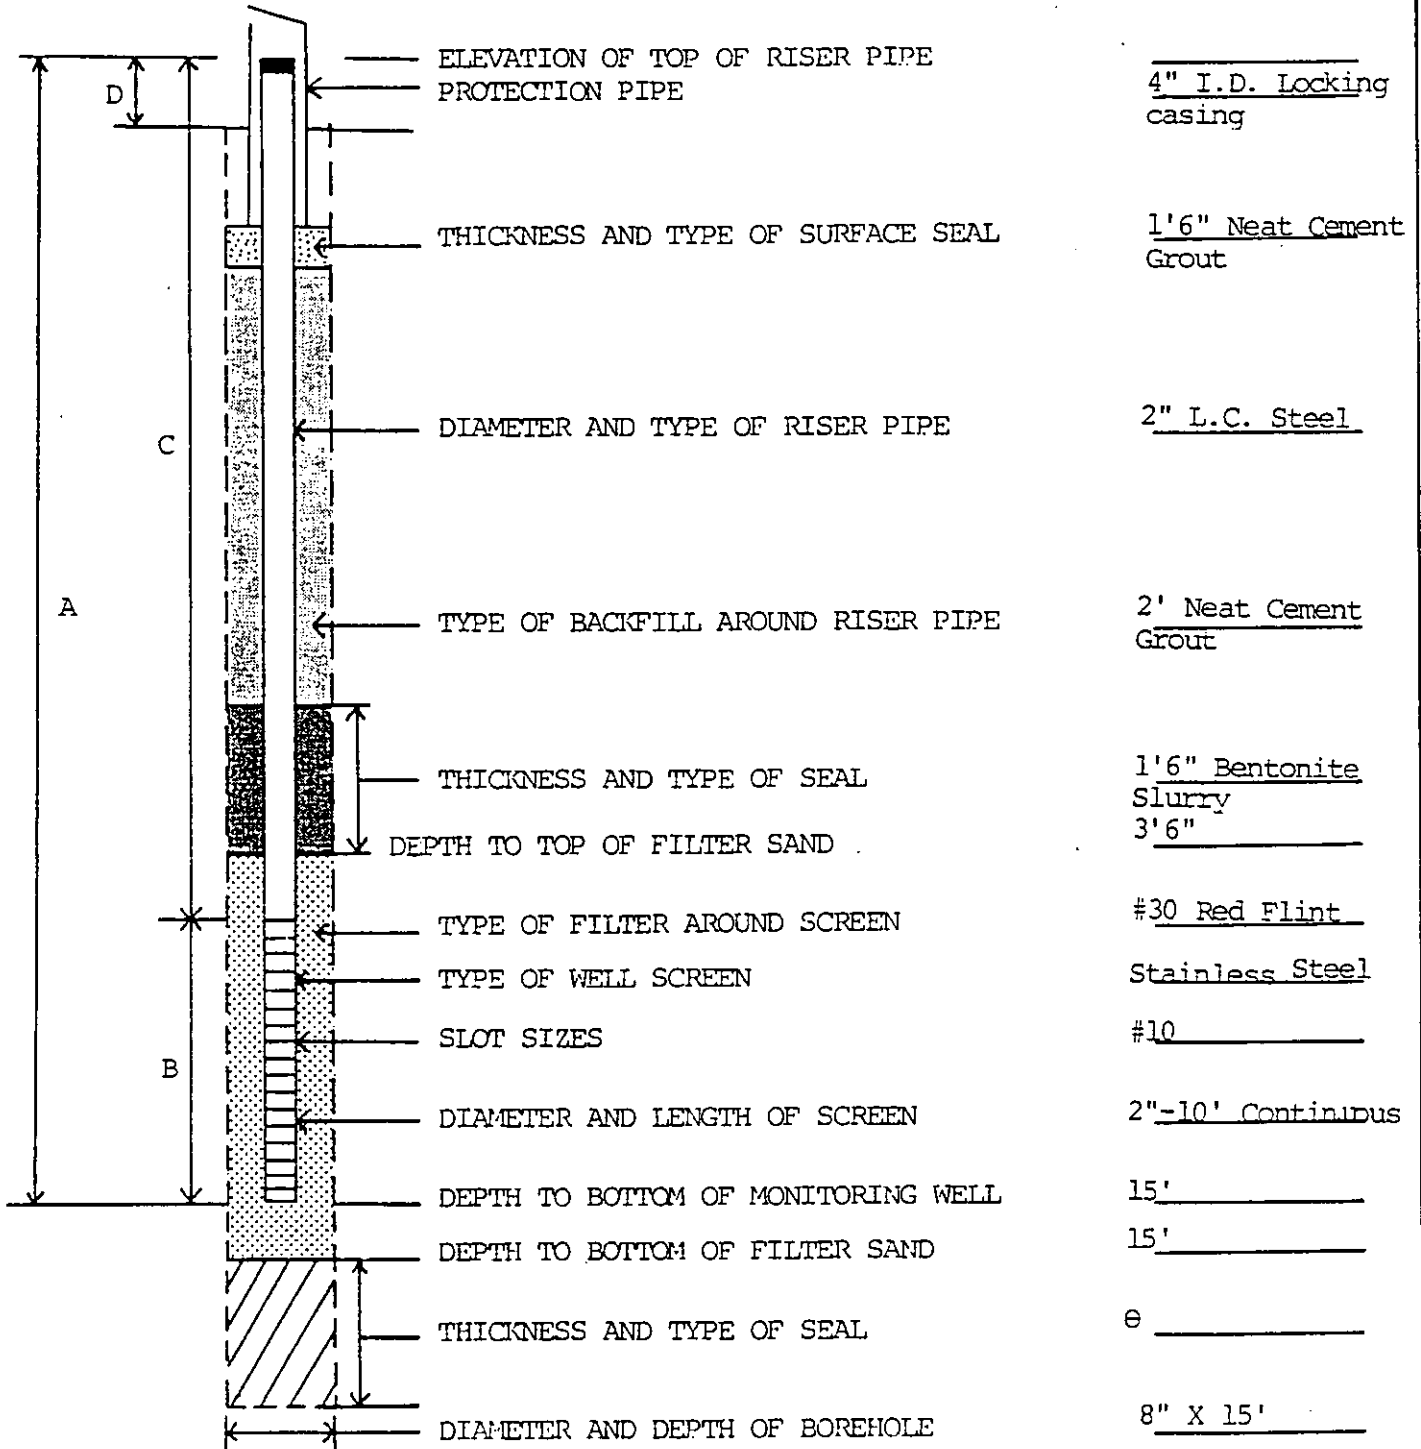 ELEVATION OF TOP OF RISER PIPE
D
PROTECTION PIPE
4" I.D. Locking
casing
THICKNESS AND TYPE OF SURFACE SEAL
1'6" Neat Cement
Grout
C
DIAMETER AND TYPE OF RISER PIPE
2" L.C. Steel
A
TYPE OF BACKFILL AROUND RISER PIPE
2' Neat Cement
Grout
THICKNESS AND TYPE OF SEAL
1'6" Bentonite
Slurry
DEPTH TO TOP OF FILTER SAND
3'6"
TYPE OF FILTER AROUND SCREEN
#30 Red Flint
TYPE OF WELL SCREEN
Stainless Steel
SLOT SIZES
#10
B
DIAMETER AND LENGTH OF SCREEN
2"-10' Continuous
DEPTH TO BOTTOM OF MONITORING WELL
15'
DEPTH TO BOTTOM OF FILTER SAND
15'
THICKNESS AND TYPE OF SEAL
θ
DIAMETER AND DEPTH OF BOREHOLE
8" X 15'